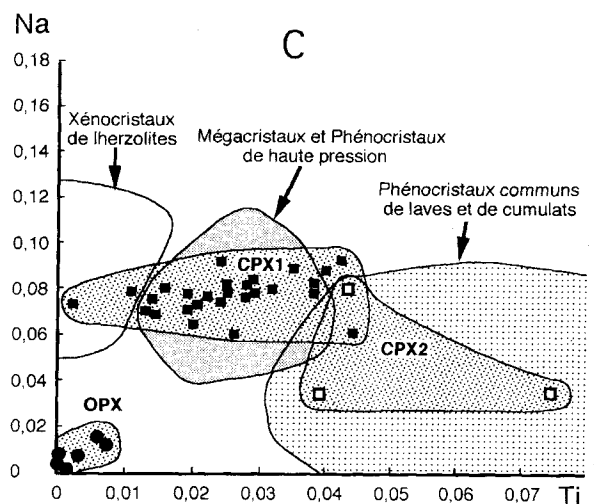 Na
C
0,18
0,16
0,14
0,12
0,10
0,08
0,06
0,04
0,02
0
Xénocristaux
de lherzolites
Mégacristaux et Phénocristaux
de haute pression
Phénocristaux communs
de laves et de cumulats
CPX1
CPX2
OPX
0
0,01
0,02
0,03
0,04
0,05
0,06
0,07
Ti